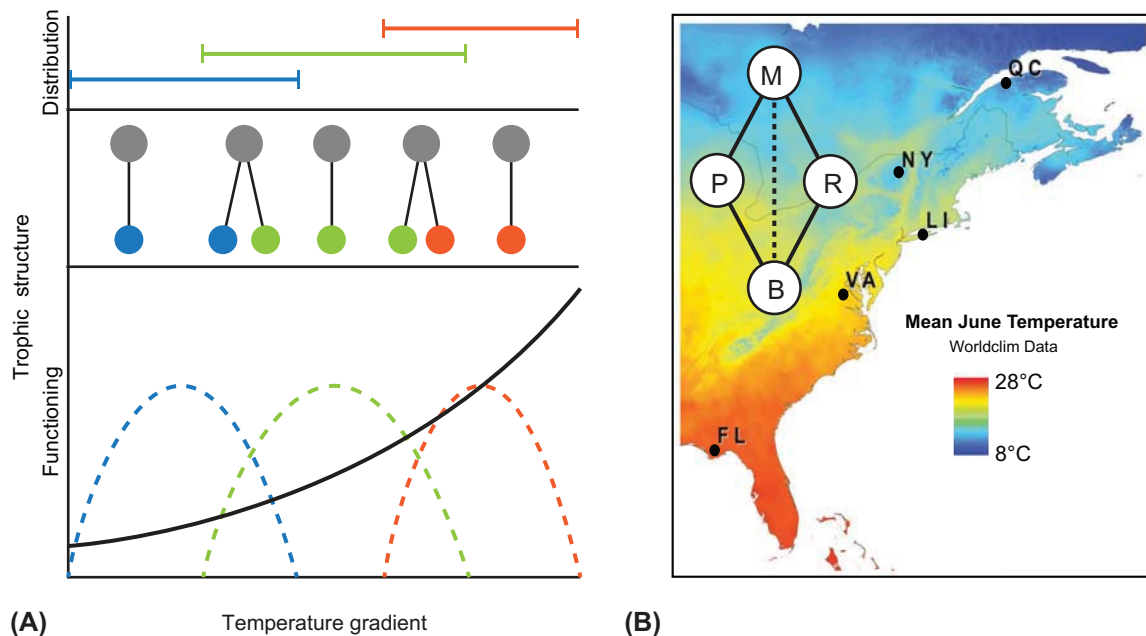 Distribution
Trophic structure
Functioning
Temperature gradient
(A)
M
P
R
B
QC
NY
LI
VA
FL
Mean June Temperature
Worldclim Data
28°C
8°C
(B)